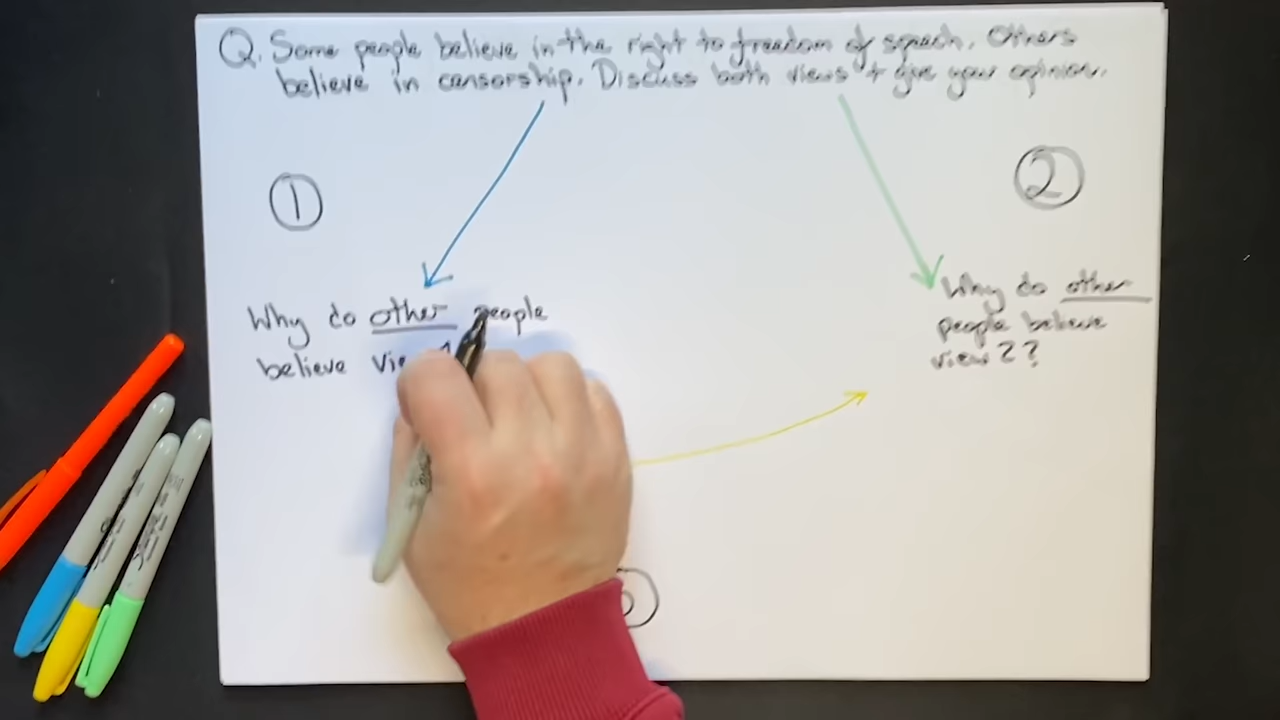 Q. Some people believe in the right to freedom of speech. Others
believe in censorship. Discuss both views + give your opinion.
1
2
Why do other people
believe
Why do other
people believe
view 2?